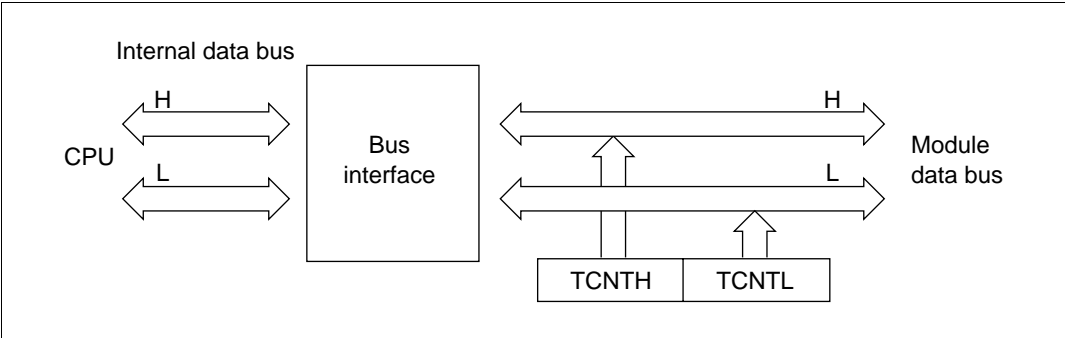 Internal data bus
H
H
CPU
Bus
interface
Module
data bus
L
L
TCNTH
TCNTL